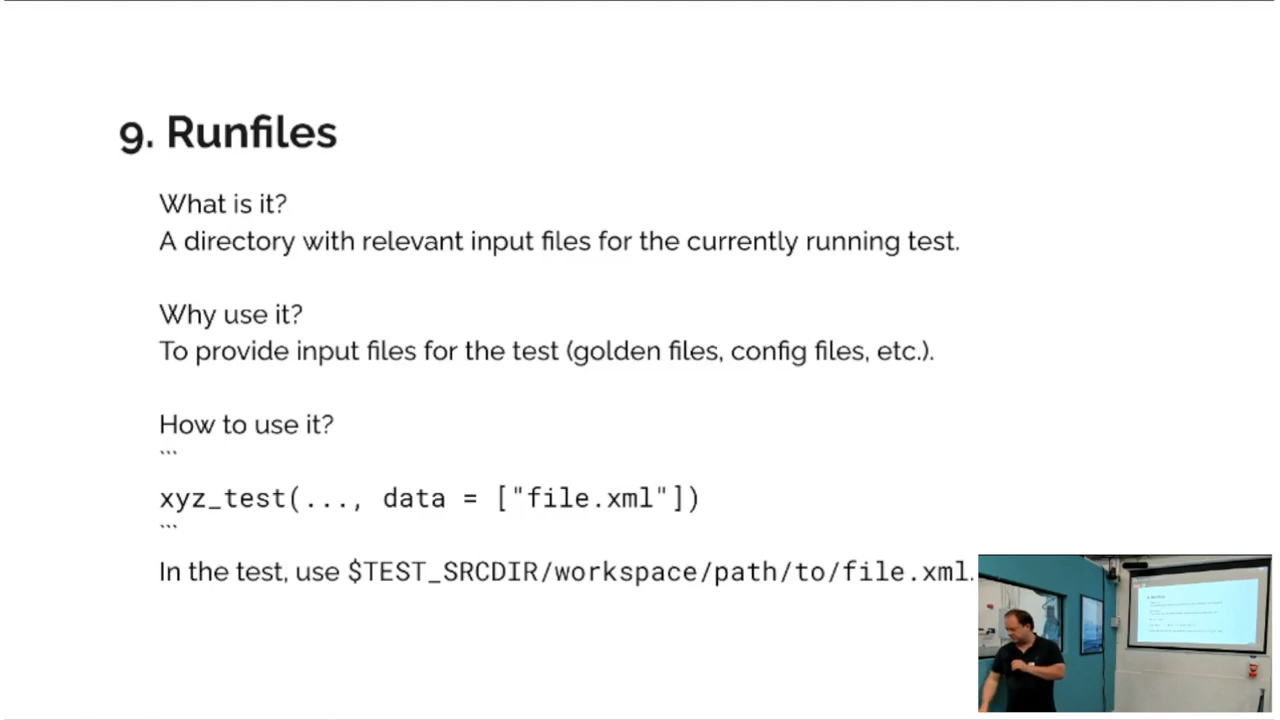 9. Runfiles
What is it?
A directory with relevant input files for the currently running test.
Why use it?
To provide input files for the test (golden files, config files, etc.).
How to use it?
```
xyz_test(..., data = ["file.xml"])
```
In the test, use $TEST_SRCDIR/workspace/path/to/file.xml.